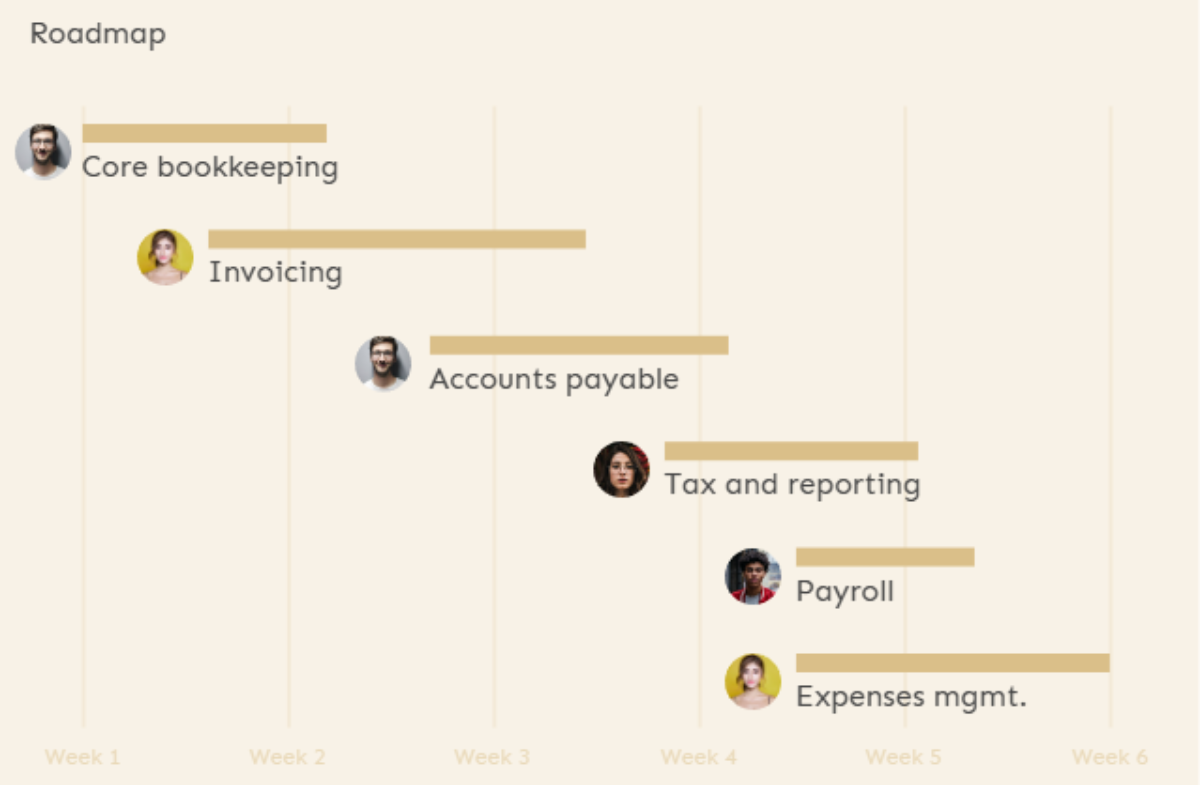 Roadmap
Core bookkeeping
Invoicing
Accounts payable
Tax and reporting
Payroll
Expenses mgmt.
Week 1 Week 2 Week 3 Week 4 Week 5 Week 6